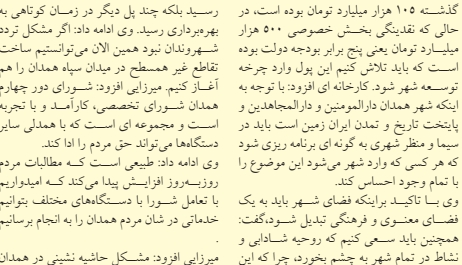 گذشته ۱۰۵ هزار میلیارد تومان بوده است، در
حالی که نقدینگی بخش خصوصی ۵۰۰ هزار
میلیارد تومان یعنی پنج برابر بودجه دولت بوده
است که باید تلاش کنیم این پول وارد چرخه
توسعه شهر شود. کارخانه ای افزود: با توجه به
اینکه شهر همدان دارالمومنین و دارالمجاهدین و
پایتخت تاریخ و تمدن ایران زمین است باید در
سیما و منظر شهری به گونه ای برنامه ریزی شود
که هر کسی که وارد شهر می‌شود این موضوع را
با تمام وجود احساس کند.
وی با تاکید براینکه فضای شهر باید به یک
فضای معنوی و فرهنگی تبدیل شود،گفت:
همچنین باید سعی کنیم که روحیه شادابی و
نشاط در تمام شهر به چشم بخورد، چرا که این
رسید بلکه چند پل دیگر در زمان کوتاهی به
بهره‌برداری رسید. وی ادامه داد: اگر مشکل تردد
شهروندان نبود همین الان می‌توانستیم ساخت
تقاطع غیر همسطح در میدان سپاه همدان را هم
آغاز کنیم. میرزایی افزود: شورای دور چهارم
همدان شورای تخصصی، کارآمد و با تجربه
است و مجموعه ای است که با همدلی سایر
دستگاه‌ها می‌تواند حق مردم را ادا کند.
وی ادامه داد: طبیعی است که مطالبات مردم
روزبه‌روز افزایش پیدا می‌کند که امیدواریم
با تعامل شورا با دستگاه‌های مختلف بتوانیم
خدماتی در شان مردم همدان را به انجام برسانیم
.
میرزایی افزود: مشکل حاشیه نشینی در همدان